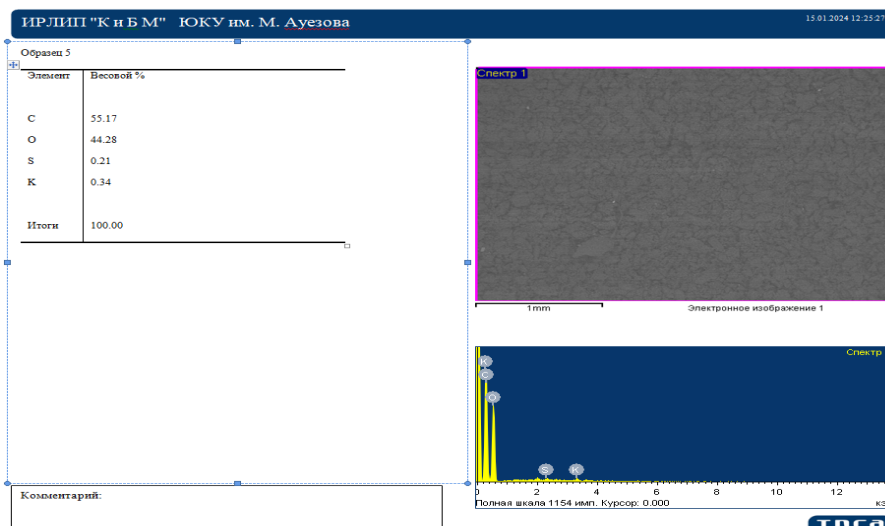 ИРЛИП "К и Б М" ЮКУ им. М. Ауезова
15.01.2024 12:25:27
Образец 5
Элемент Весовой %
C 55.17
O 44.28
S 0.21
K 0.34
Итоги 100.00
Комментарий:
Спектр 1
1mm Электронное изображение 1
Спектр
K
C
O
S K
0 2 4 6 8 10 12
Полная шкала 1154 имп. Курсор: 0.000 кэ